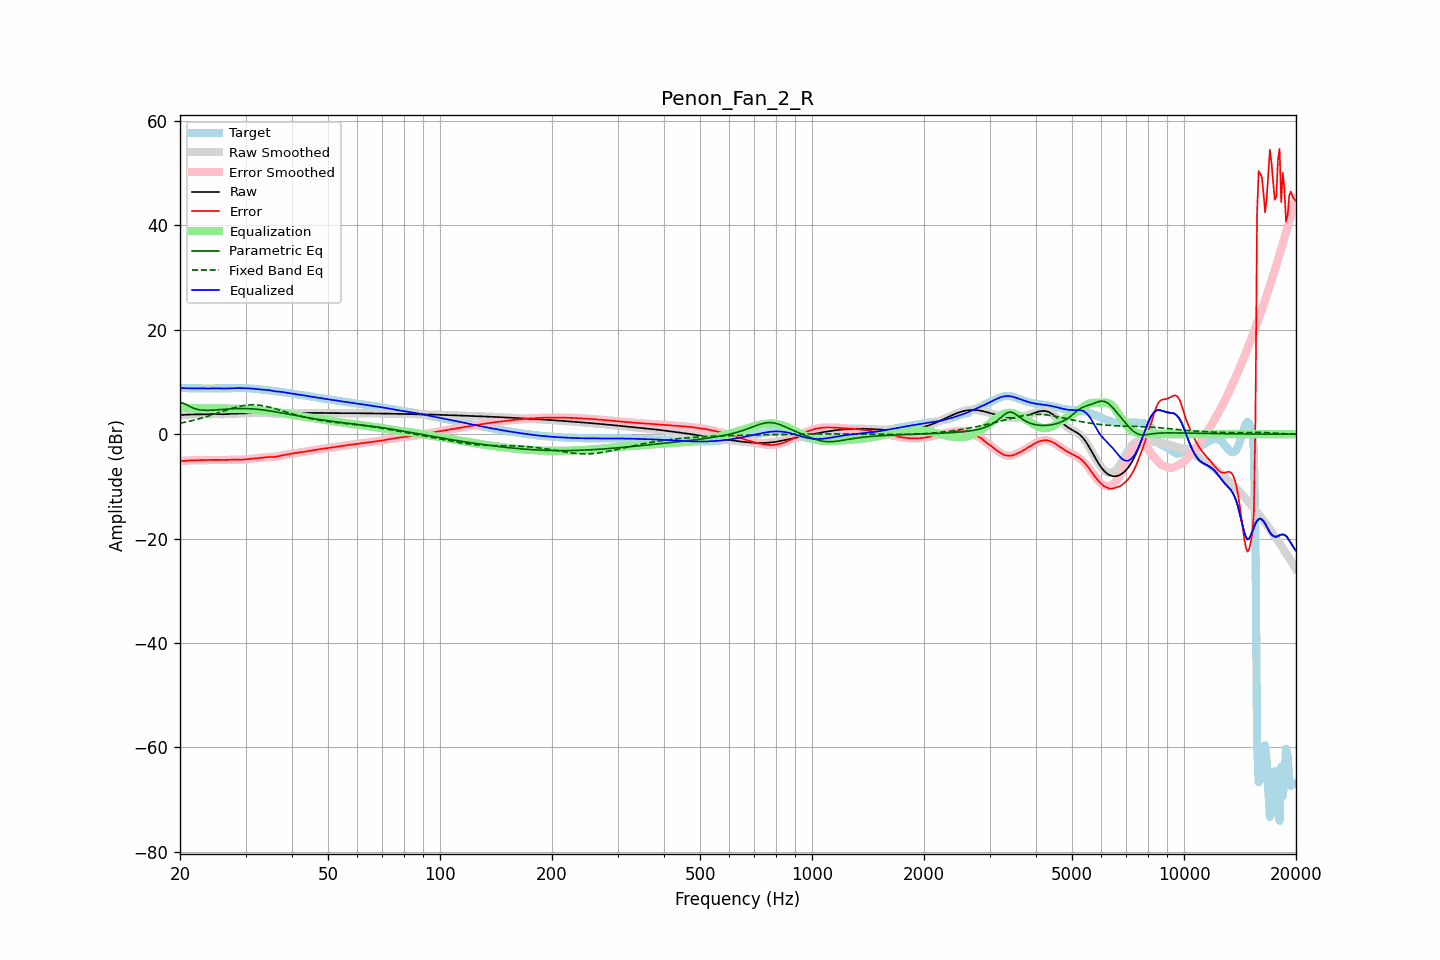 Penon_Fan_2_R
60
40
20
0
−20
−40
−60
−80
Amplitude (dBr)
Target
Raw Smoothed
Error Smoothed
Raw
Error
Equalization
Parametric Eq
Fixed Band Eq
Equalized
20 50 100 200 500 1000 2000 5000 10000 20000
Frequency (Hz)